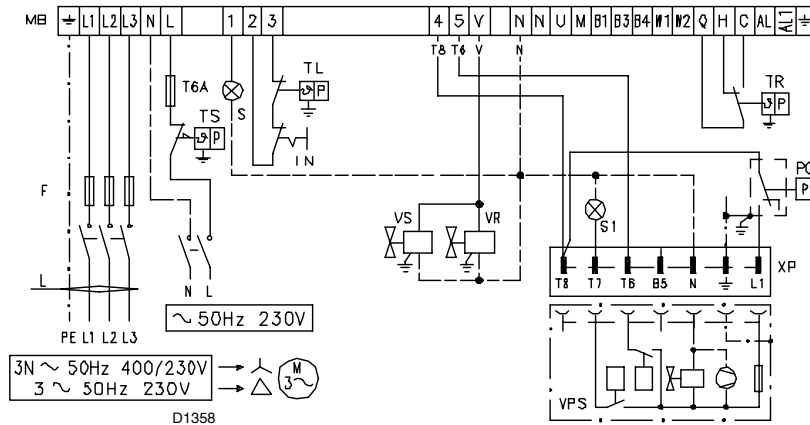 MB ⏚ L1 L2 L3 N L 1 2 3 4 5 V N N U M B1 B3 B4 W1 W2 Q H C AL AL1 ⏚
T8 T6 V N
T6A S TL
ϑ P
TR
ϑ P
TS
ϑ P
IN
F
PG
P
VS VR
S1
XP
T8 T7 T6 B5 N ⏚ L1
L
N L
∼ 50Hz 230V
PE L1 L2 L3
3N ∼ 50Hz 400/230V
3 ∼ 50Hz 230V
M
3∼
VPS
D1358